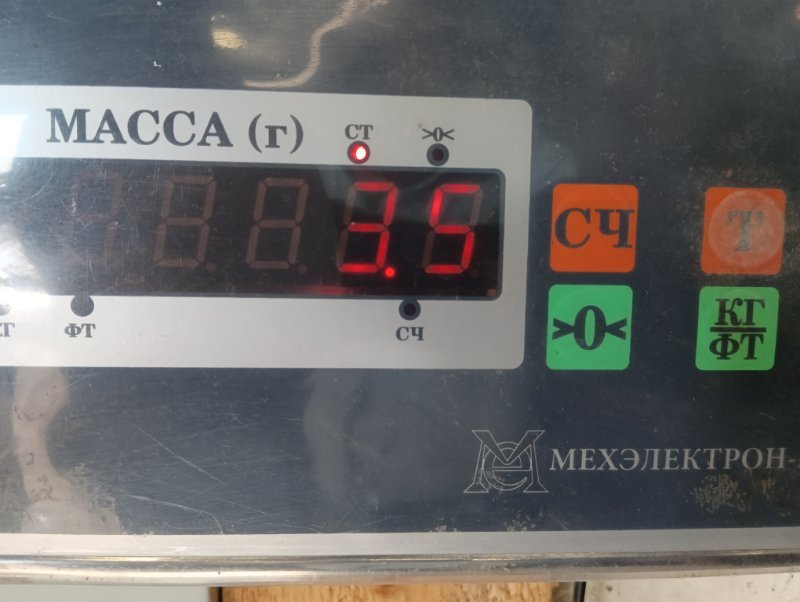 МАССА (г)
СТ
>0<
3.5
ФТ
СЧ
СЧ
Т
>0<
КГ
ФТ
МЕХЭЛЕКТРОН-